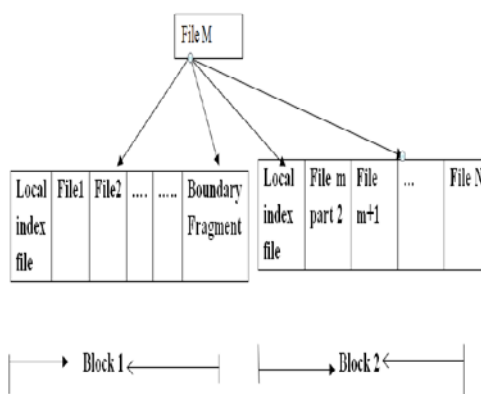 File M
Local index file
File1
File2
....
.....
Boundary Fragment
Local index file
File m part 2
File m+1
...
File N
Block 1
Block 2